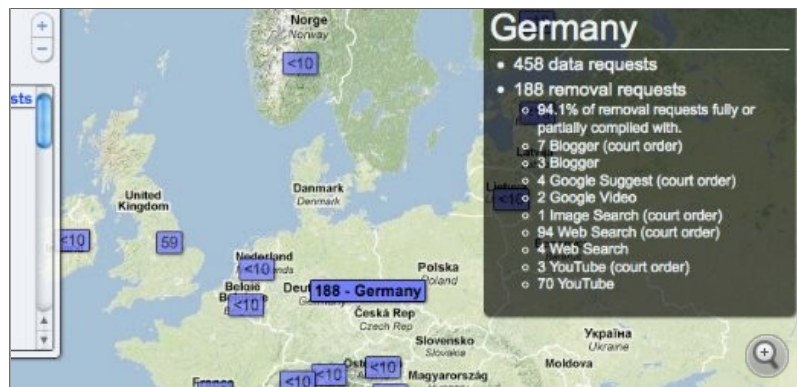 Germany
• 458 data requests
• 188 removal requests
94.1% of removal requests fully or
partially complied with.
7 Blogger (court order)
3 Blogger
4 Google Suggest (court order)
2 Google Video
1 Image Search (court order)
94 Web Search (court order)
4 Web Search
3 YouTube (court order)
70 YouTube
+
−
sts
Norge
Norway
<10
United
Kingdom
<10
59
Danmark
Denmark
<10
Nederland
<10
België
<10
188 - Germany
Polska
Poland
Česká Rep
Czech Rep
Slovensko
Slovakia
Magyarország
Україна
Ukraine
Moldova
<10
<10
<10
France